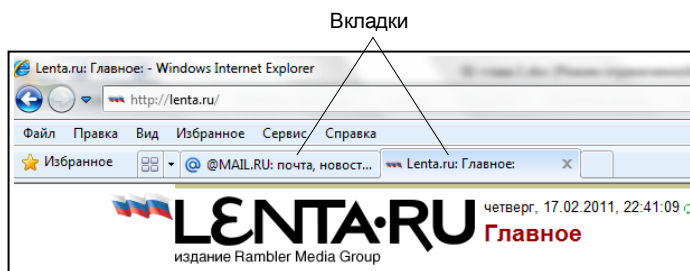 Вкладки
Lenta.ru: Главное: - Windows Internet Explorer
http://lenta.ru/
Файл Правка Вид Избранное Сервис Справка
Избранное @MAIL.RU: почта, новост... Lenta.ru: Главное: X
LENTA·RU
издание Rambler Media Group
четверг, 17.02.2011, 22:41:09
Главное